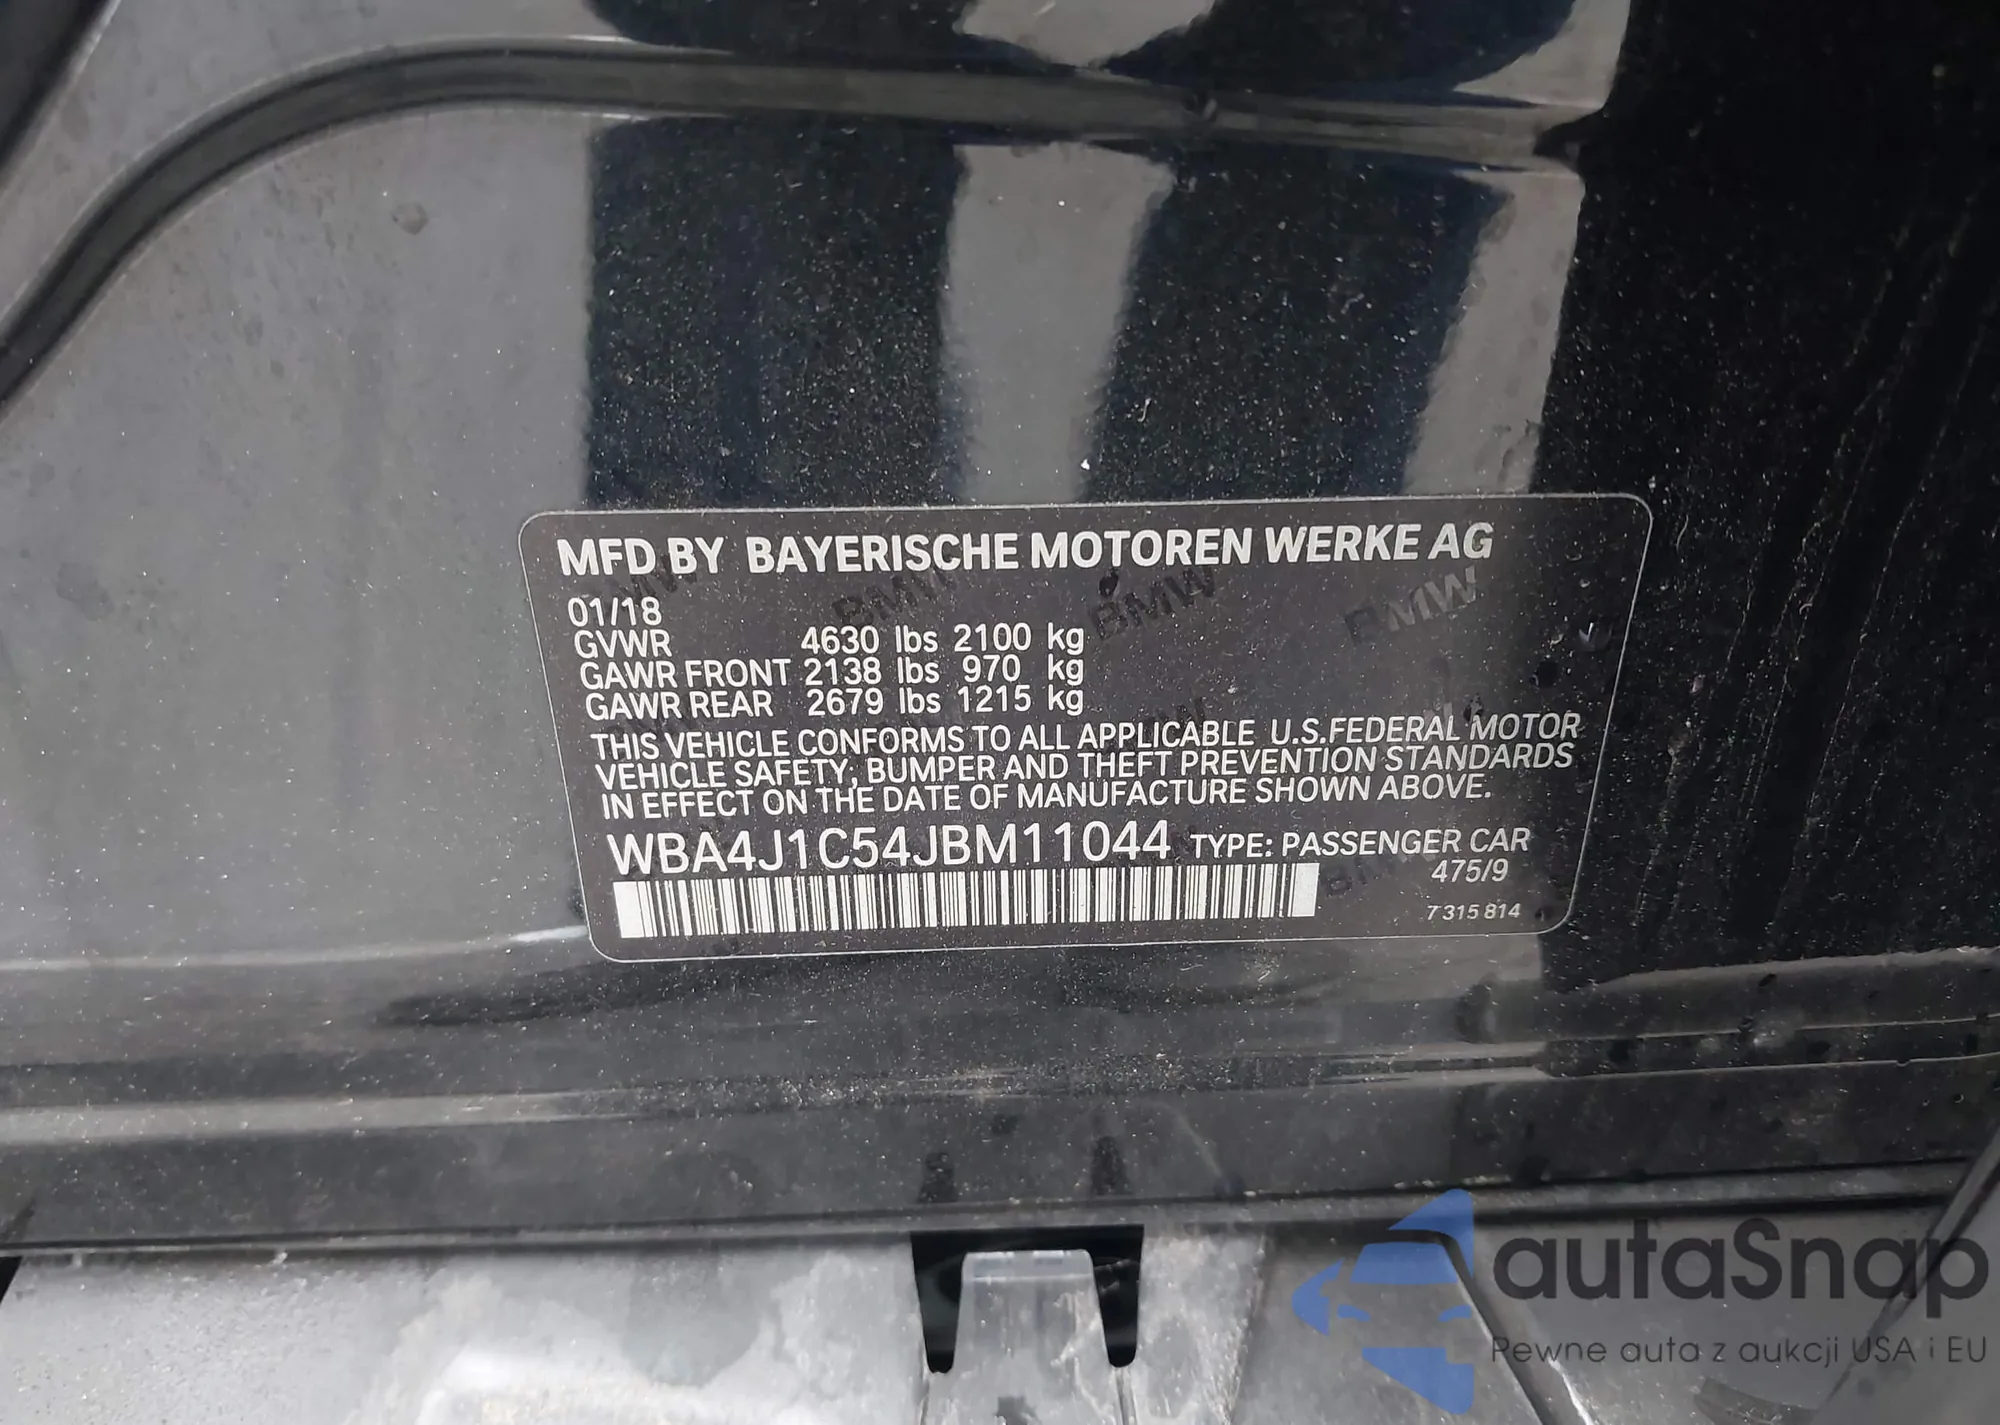 MFD BY BAYERISCHE MOTOREN WERKE AG
01/18
GVWR 4630 lbs 2100 kg
GAWR FRONT 2138 lbs 970 kg
GAWR REAR 2679 lbs 1215 kg
THIS VEHICLE CONFORMS TO ALL APPLICABLE U.S.FEDERAL MOTOR
VEHICLE SAFETY, BUMPER AND THEFT PREVENTION STANDARDS
IN EFFECT ON THE DATE OF MANUFACTURE SHOWN ABOVE.
WBA4J1C54JBM11044 TYPE: PASSENGER CAR
475/9
7 315 814
autaSnap
Pewne auta z aukcji USA i EU